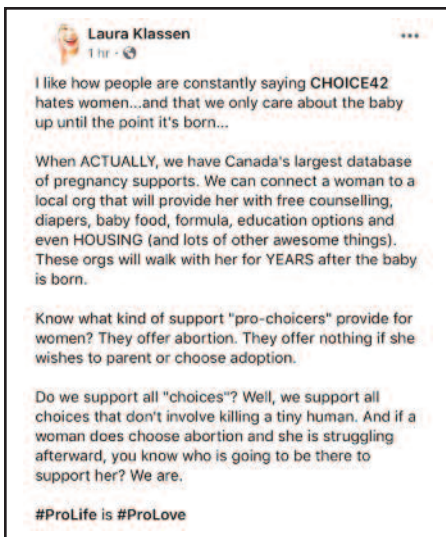 Laura Klassen
1 hr ·
I like how people are constantly saying CHOICE42
hates women...and that we only care about the baby
up until the point it's born...
When ACTUALLY, we have Canada's largest database
of pregnancy supports. We can connect a woman to a
local org that will provide her with free counselling,
diapers, baby food, formula, education options and
even HOUSING (and lots of other awesome things).
These orgs will walk with her for YEARS after the baby
is born.
Know what kind of support "pro-choicers" provide for
women? They offer abortion. They offer nothing if she
wishes to parent or choose adoption.
Do we support all "choices"? Well, we support all
choices that don't involve killing a tiny human. And if a
woman does choose abortion and she is struggling
afterward, you know who is going to be there to
support her? We are.
#ProLife is #ProLove